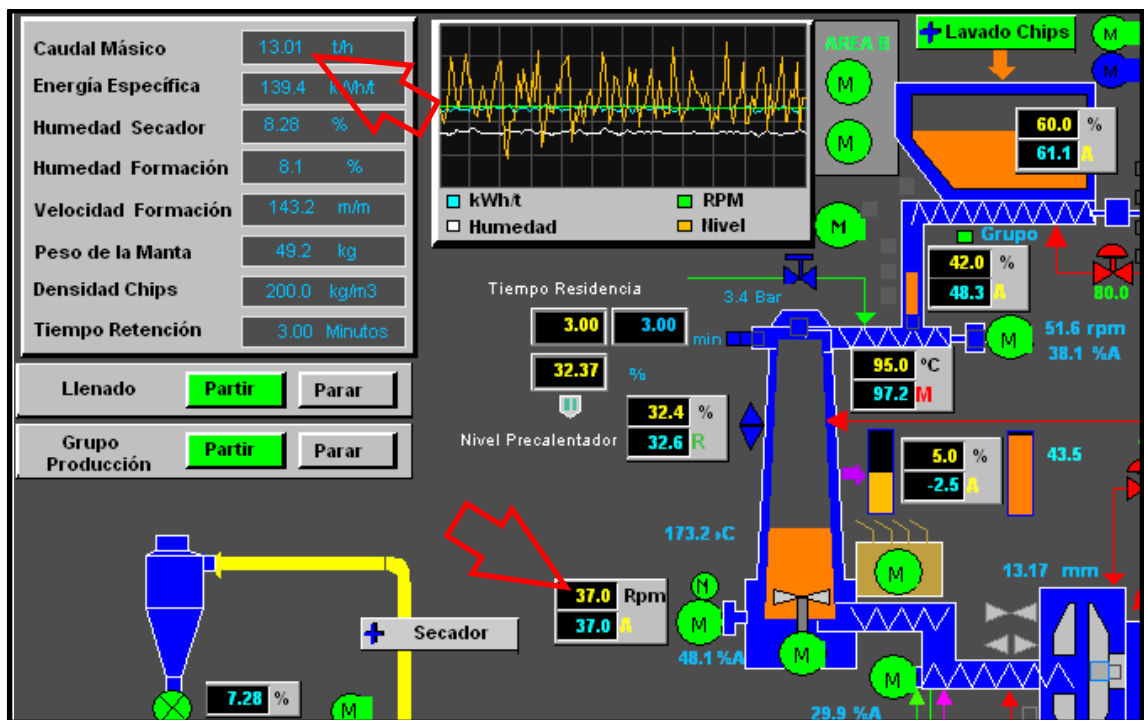 Caudal Másico 13.01 t/h
Energía Específica 139.4 kWh/t
Humedad Secador 8.28 %
Humedad Formación 8.1 %
Velocidad Formación 143.2 m/m
Peso de la Manta 49.2 kg
Densidad Chips 200.0 kg/m3
Tiempo Retención 3.00 Minutos
Llenado Partir Parar
Grupo
Producción Partir Parar
kWh/t RPM
Humedad Nivel
AREA B
M
M
M
Lavado Chips
M
M
60.0 %
61.1 A
Grupo
42.0 %
48.3 A
80.0
Tiempo Residencia
3.00 3.00 min
32.37 %
Nivel Precalentador
32.4 %
32.6 R
3.4 Bar
M
51.6 rpm
38.1 %A
95.0 ºC
97.2 M
5.0 %
-2.5 A
43.5
173.2 ›C
M
13.17 mm
37.0 Rpm
37.0 A
M
M
48.1 %A
M
M
29.9 %A
Secador
7.28 %
M